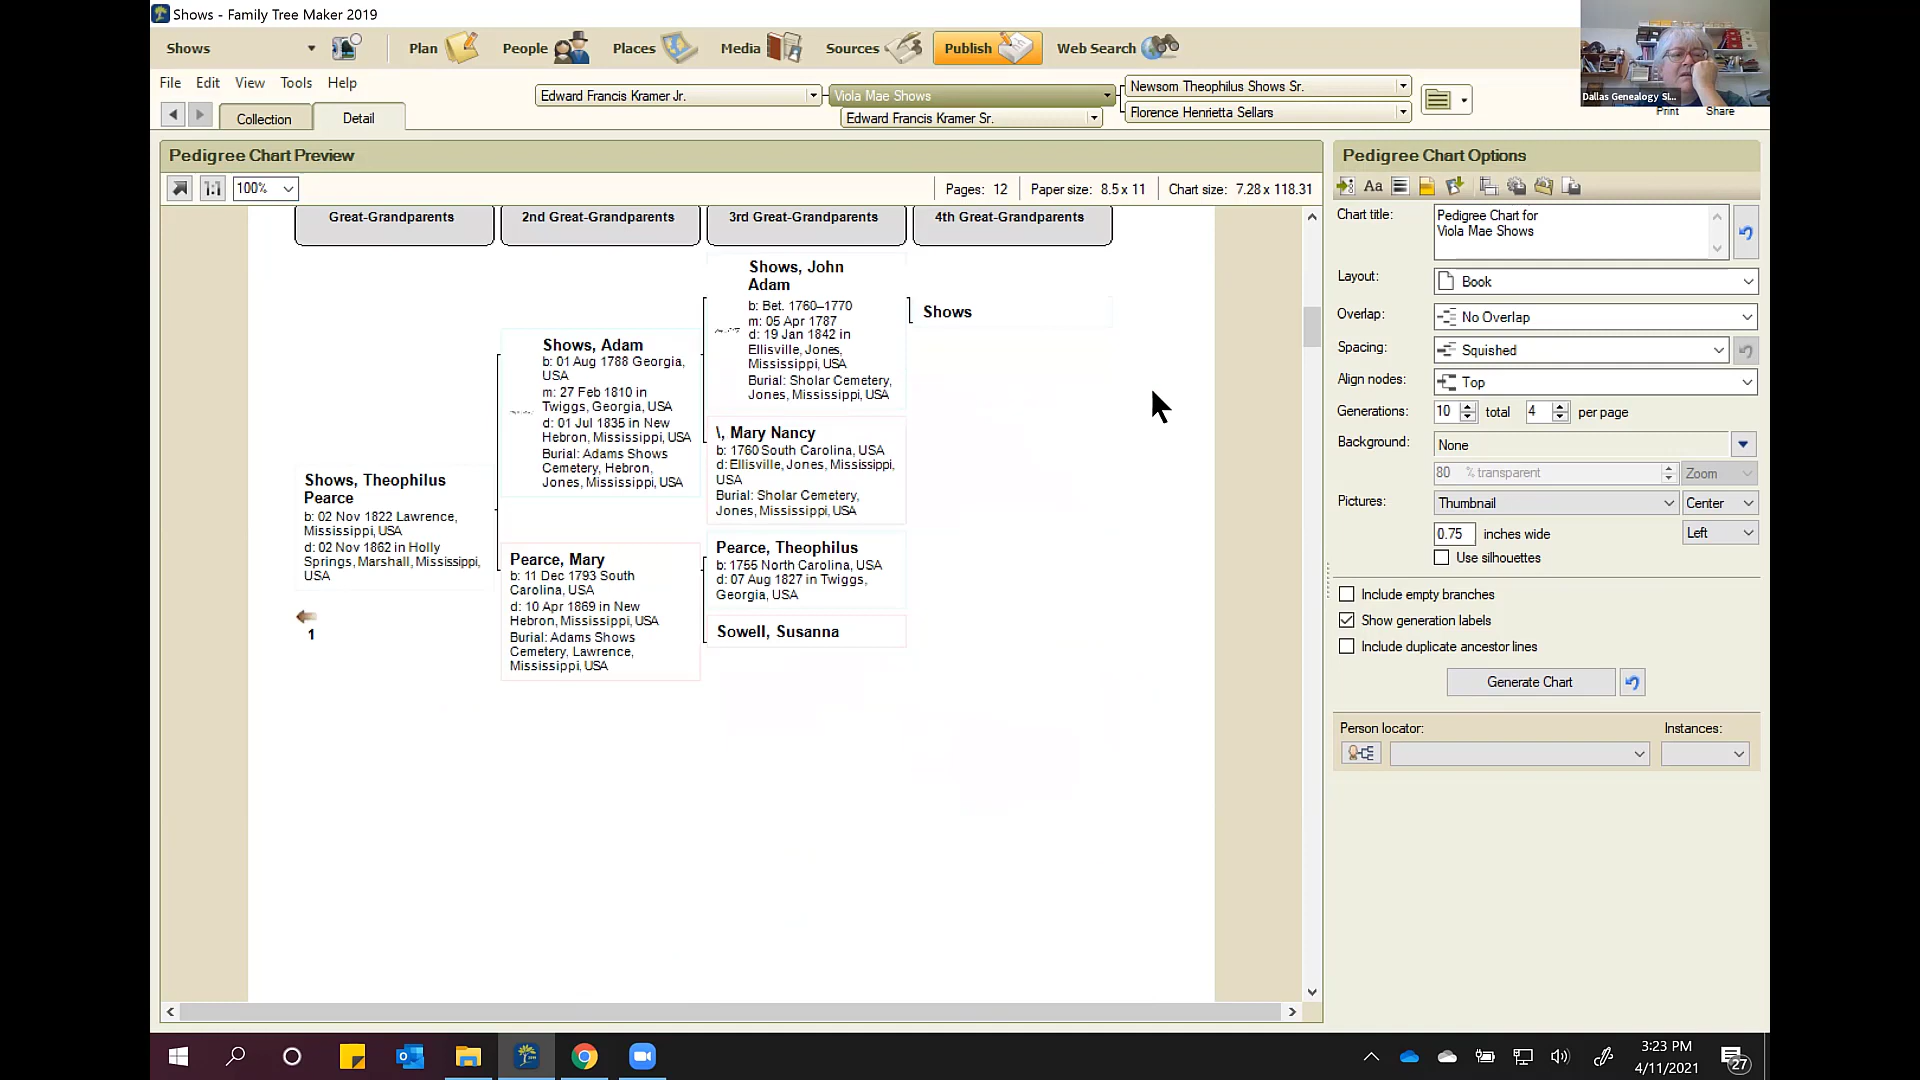 Shows - Family Tree Maker 2019
Shows
Plan
People
Places
Media
Sources
Publish
Web Search
File Edit View Tools Help
Edward Francis Kramer Jr.
Viola Mae Shows
Edward Francis Kramer Sr.
Newsom Theophilus Shows Sr.
Florence Henrietta Sellars
Dallas Genealogy SI...
Print
Share
Collection
Detail
Pedigree Chart Preview
100%
Pages: 12
Paper size: 8.5 x 11
Chart size: 7.28 x 118.31
Great-Grandparents
2nd Great-Grandparents
3rd Great-Grandparents
4th Great-Grandparents
Shows, Theophilus
Pearce
b: 02 Nov 1822 Lawrence,
Mississippi, USA
d: 02 Nov 1862 in Holly
Springs, Marshall, Mississippi,
USA
1
Shows, Adam
b: 01 Aug 1788 Georgia,
USA
m: 27 Feb 1810 in
Twiggs, Georgia, USA
d: 01 Jul 1835 in New
Hebron, Mississippi, USA
Burial: Adams Shows
Cemetery, Hebron,
Jones, Mississippi, USA
Pearce, Mary
b: 11 Dec 1793 South
Carolina, USA
d: 10 Apr 1869 in New
Hebron, Mississippi, USA
Burial: Adams Shows
Cemetery, Lawrence,
Mississippi, USA
Shows, John
Adam
b: Bet. 1760–1770
m: 05 Apr 1787
d: 19 Jan 1842 in
Ellisville, Jones,
Mississippi, USA
Burial: Sholar Cemetery,
Jones, Mississippi, USA
\, Mary Nancy
b: 1760 South Carolina, USA
d: Ellisville, Jones, Mississippi,
USA
Burial: Sholar Cemetery,
Jones, Mississippi, USA
Pearce, Theophilus
b: 1755 North Carolina, USA
d: 07 Aug 1827 in Twiggs,
Georgia, USA
Sowell, Susanna
Shows
Pedigree Chart Options
Aa
Chart title:
Pedigree Chart for
Viola Mae Shows
Layout: Book
Overlap: No Overlap
Spacing: Squished
Align nodes: Top
Generations: 10 total 4 per page
Background: None
80 % transparent Zoom
Pictures: Thumbnail Center
0.75 inches wide Left
Use silhouettes
Include empty branches
Show generation labels
Include duplicate ancestor lines
Generate Chart
Person locator: Instances:
3:23 PM
4/11/2021
27